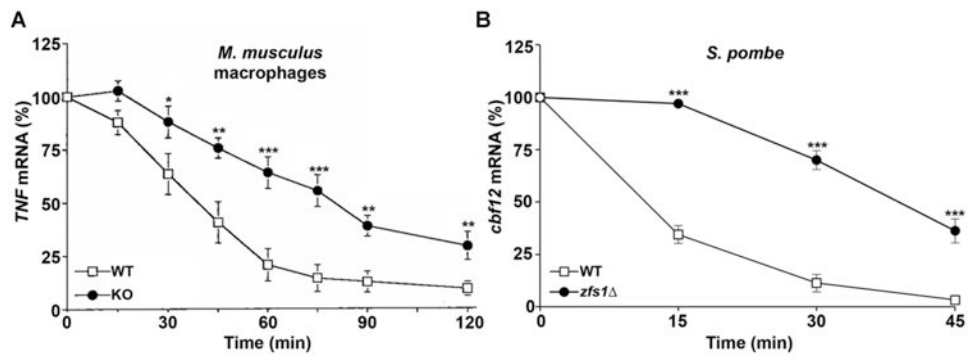 A
M. musculus
macrophages
TNF mRNA (%)
125
100
75
50
25
0
*
**
***
***
**
**
WT
KO
0
30
60
90
120
Time (min)
B
S. pombe
cbf12 mRNA (%)
125
100
75
50
25
0
***
***
***
WT
zfs1Δ
0
15
30
45
Time (min)